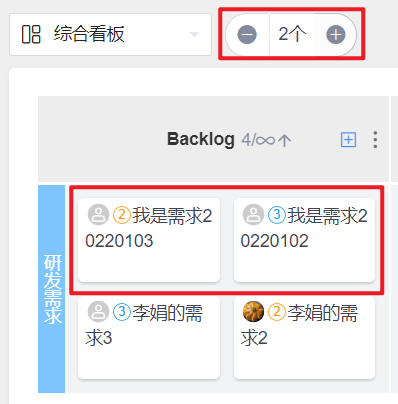 综合看板
2个
Backlog 4/∞↑
研发需求
②我是需求2
0220103
③我是需求20
220102
③李娟的需
求3
②李娟的需
求2